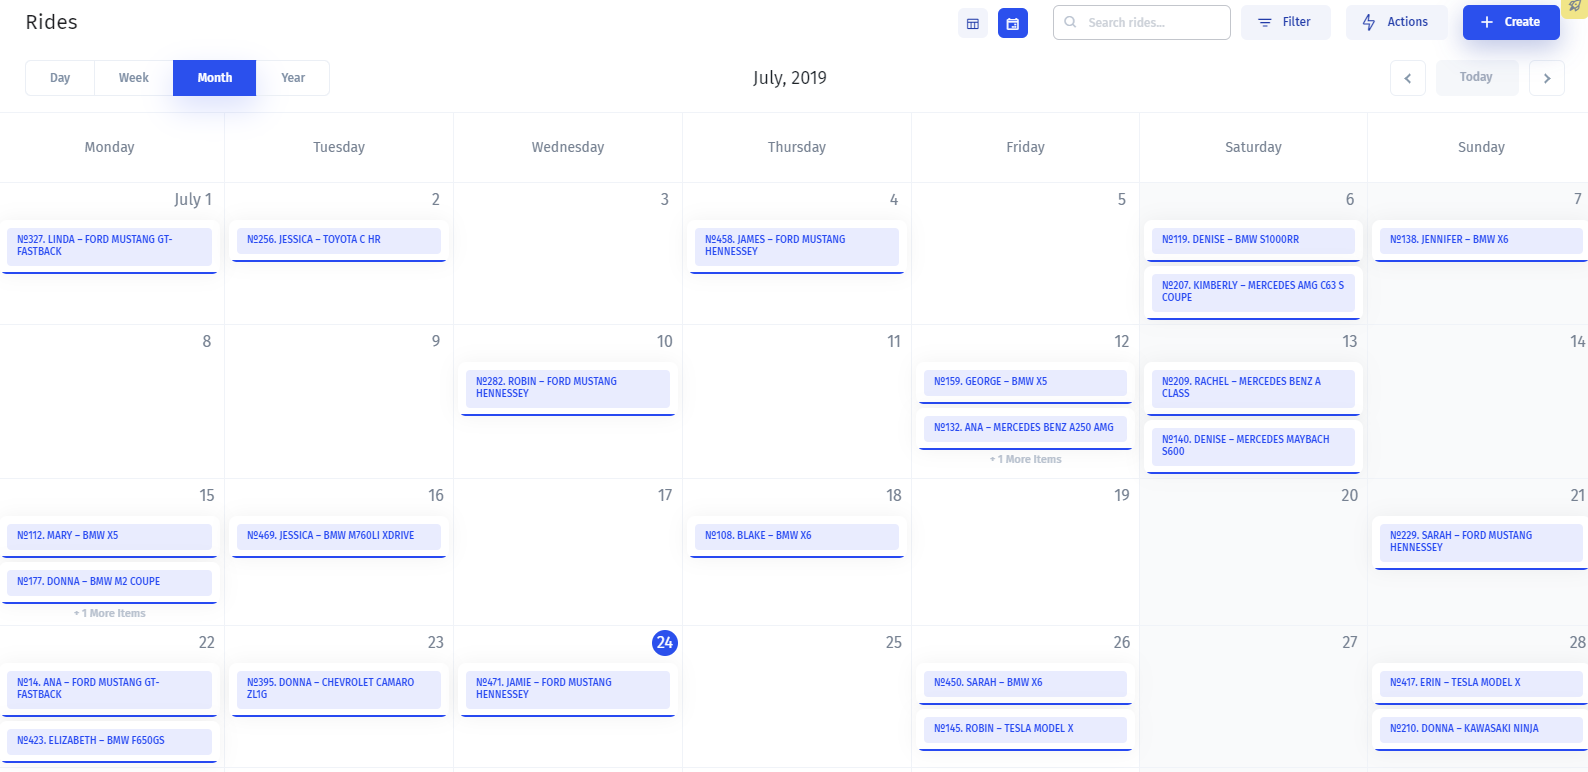 Rides
Search rides...
Filter
Actions
Create
Day Week Month Year
July, 2019
Today
Monday Tuesday Wednesday Thursday Friday Saturday Sunday
July 1
№327. LINDA – FORD MUSTANG GT-
FASTBACK
2
№256. JESSICA – TOYOTA C HR
3
4
№458. JAMES – FORD MUSTANG
HENNESSEY
5
6
№119. DENISE – BMW S1000RR
№207. KIMBERLY – MERCEDES AMG C63 S
COUPE
7
№138. JENNIFER – BMW X6
8
9
10
№282. ROBIN – FORD MUSTANG
HENNESSEY
11
12
№159. GEORGE – BMW X5
№132. ANA – MERCEDES BENZ A250 AMG
+ 1 More Items
13
№209. RACHEL – MERCEDES BENZ A
CLASS
№140. DENISE – MERCEDES MAYBACH
S600
14
15
№112. MARY – BMW X5
№177. DONNA – BMW M2 COUPE
+ 1 More Items
16
№469. JESSICA – BMW M760LI XDRIVE
17
18
№108. BLAKE – BMW X6
19
20
21
№229. SARAH – FORD MUSTANG
HENNESSEY
22
№14. ANA – FORD MUSTANG GT-
FASTBACK
№423. ELIZABETH – BMW F650GS
23
№395. DONNA – CHEVROLET CAMARO
ZL1G
24
№471. JAMIE – FORD MUSTANG
HENNESSEY
25
26
№450. SARAH – BMW X6
№145. ROBIN – TESLA MODEL X
27
28
№417. ERIN – TESLA MODEL X
№210. DONNA – KAWASAKI NINJA